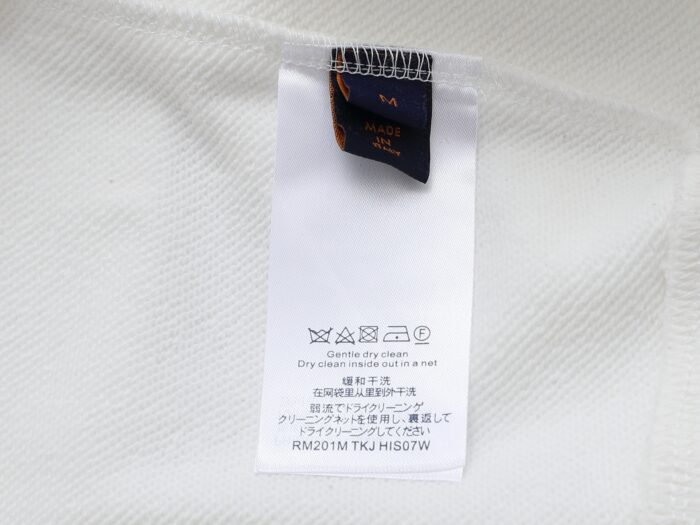 M
MADE
IN
Gentle dry clean
Dry clean inside out in a net
缓和干洗
在网袋里从里到外干洗
弱流でドライクリーニング
クリーニングネットを使用し、裏返して
ドライクリーニングしてください
RM201M TKJ HIS07W